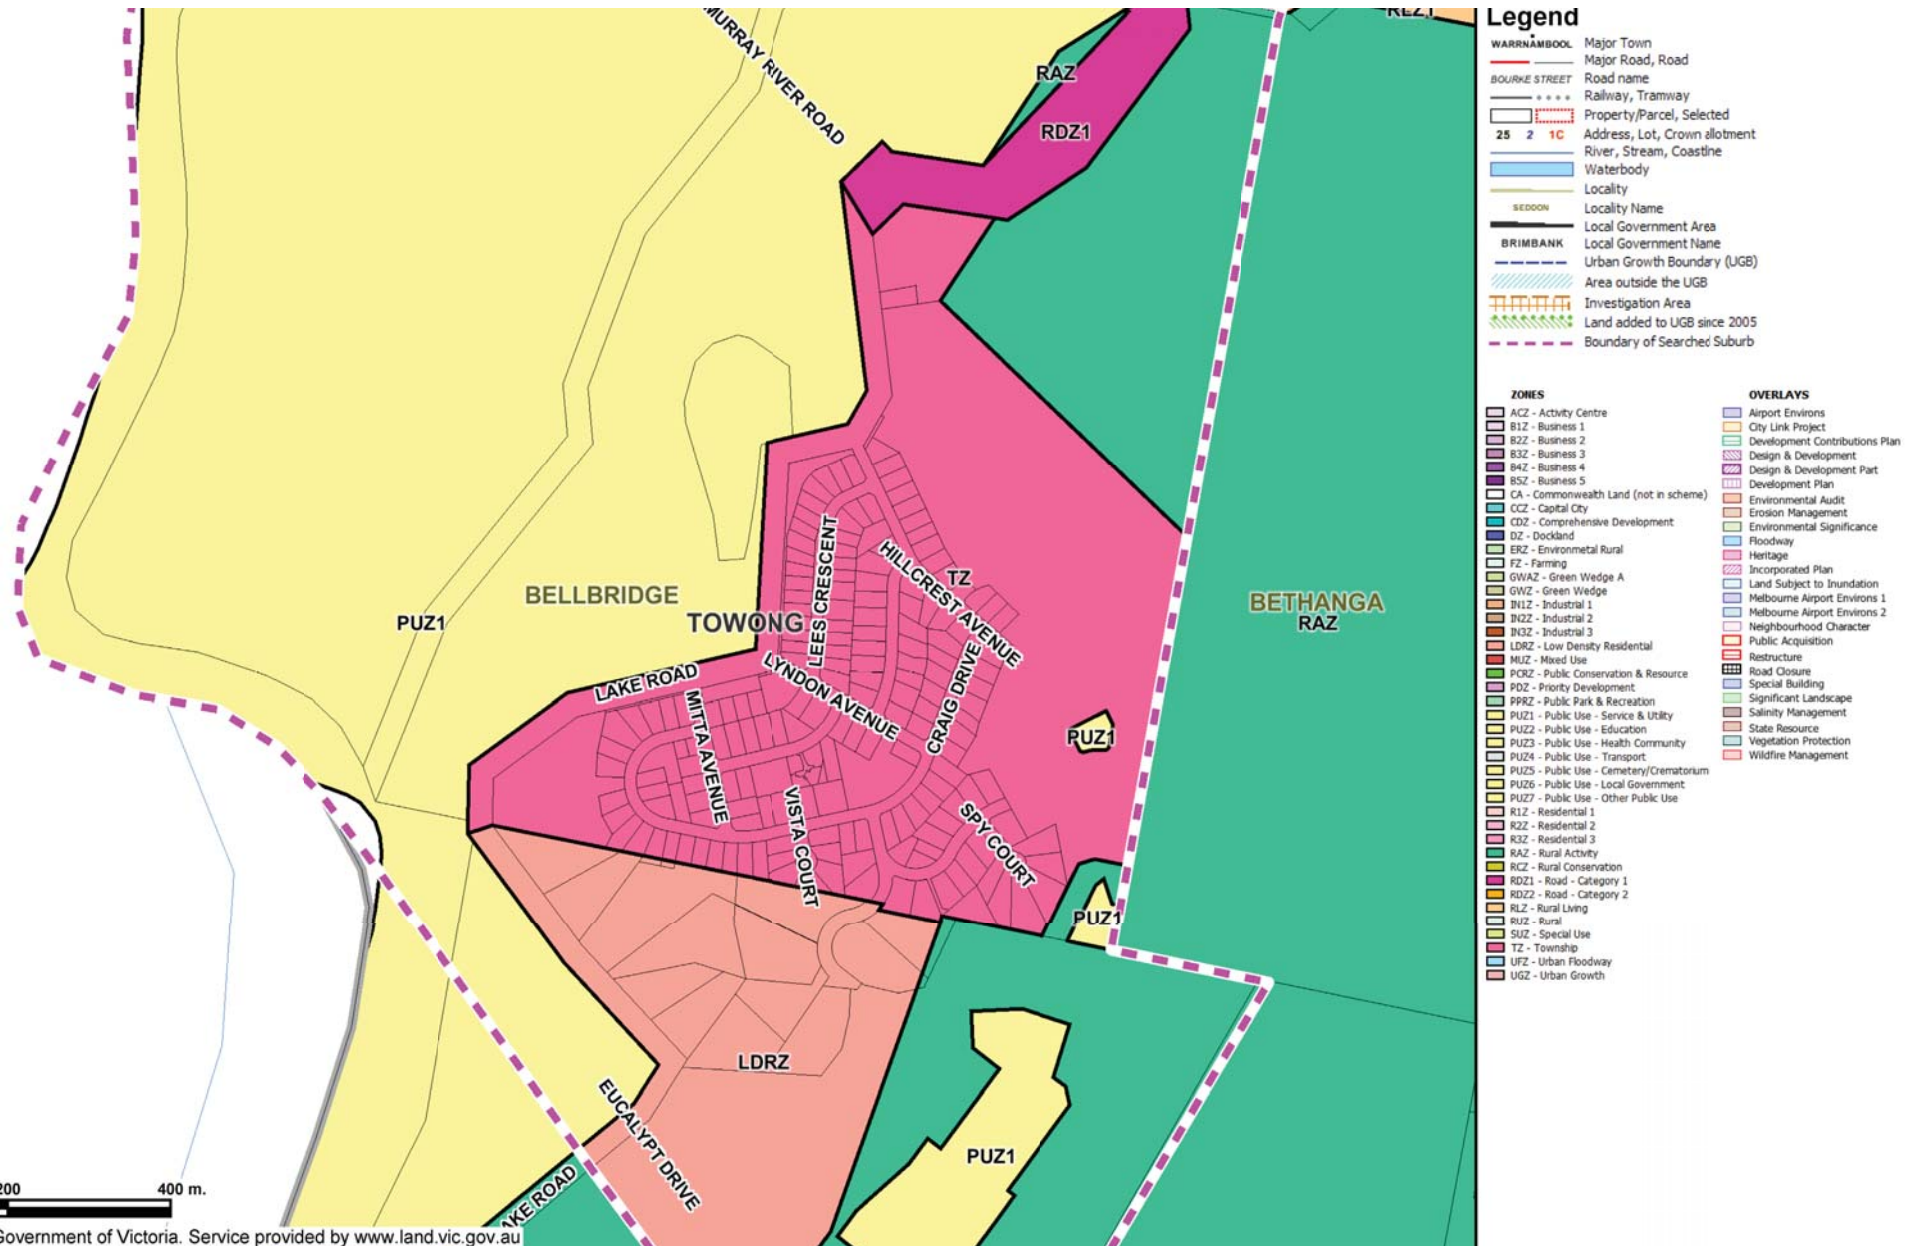 MURRAY RIVER ROAD
RAZ
RDZ1
RLZ1
BELLBRIDGE
TOWONG
PUZ1
LEES CRESCENT
HILLCREST AVENUE
TZ
LAKE ROAD
LYNDON AVENUE
CRAIG DRIVE
MITTA AVENUE
VISTA COURT
SPY COURT
PUZ1
PUZ1
BETHANGA
RAZ
LDRZ
EUCALYPT DRIVE
PUZ1
AKE ROAD
200 400 m.
Government of Victoria. Service provided by www.land.vic.gov.au
Legend
WARRNAMBOOL Major Town
Major Road, Road
BOURKE STREET Road name
Railway, Tramway
Property/Parcel, Selected
25 2 1C Address, Lot, Crown allotment
River, Stream, Coastline
Waterbody
Locality
SEDDON Locality Name
Local Government Area
BRIMBANK Local Government Name
Urban Growth Boundary (UGB)
Area outside the UGB
Investigation Area
Land added to UGB since 2005
Boundary of Searched Suburb
ZONES
ACZ - Activity Centre
B1Z - Business 1
B2Z - Business 2
B3Z - Business 3
B4Z - Business 4
B5Z - Business 5
CA - Commonwealth Land (not in scheme)
CCZ - Capital City
CDZ - Comprehensive Development
DZ - Dockland
ERZ - Environmetal Rural
FZ - Farming
GWAZ - Green Wedge A
GWZ - Green Wedge
IN1Z - Industrial 1
IN2Z - Industrial 2
IN3Z - Industrial 3
LDRZ - Low Density Residential
MUZ - Mixed Use
PCRZ - Public Conservation & Resource
PDZ - Priority Development
PPRZ - Public Park & Recreation
PUZ1 - Public Use - Service & Utility
PUZ2 - Public Use - Education
PUZ3 - Public Use - Health Community
PUZ4 - Public Use - Transport
PUZ5 - Public Use - Cemetery/Crematorium
PUZ6 - Public Use - Local Government
PUZ7 - Public Use - Other Public Use
R1Z - Residential 1
R2Z - Residential 2
R3Z - Residential 3
RAZ - Rural Activity
RCZ - Rural Conservation
RDZ1 - Road - Category 1
RDZ2 - Road - Category 2
RLZ - Rural Living
RUZ - Rural
SUZ - Special Use
TZ - Township
UFZ - Urban Floodway
UGZ - Urban Growth
OVERLAYS
Airport Environs
City Link Project
Development Contributions Plan
Design & Development
Design & Development Part
Development Plan
Environmental Audit
Erosion Management
Environmental Significance
Floodway
Heritage
Incorporated Plan
Land Subject to Inundation
Melbourne Airport Environs 1
Melbourne Airport Environs 2
Neighbourhood Character
Public Acquisition
Restructure
Road Closure
Special Building
Significant Landscape
Salinity Management
State Resource
Vegetation Protection
Wildfire Management